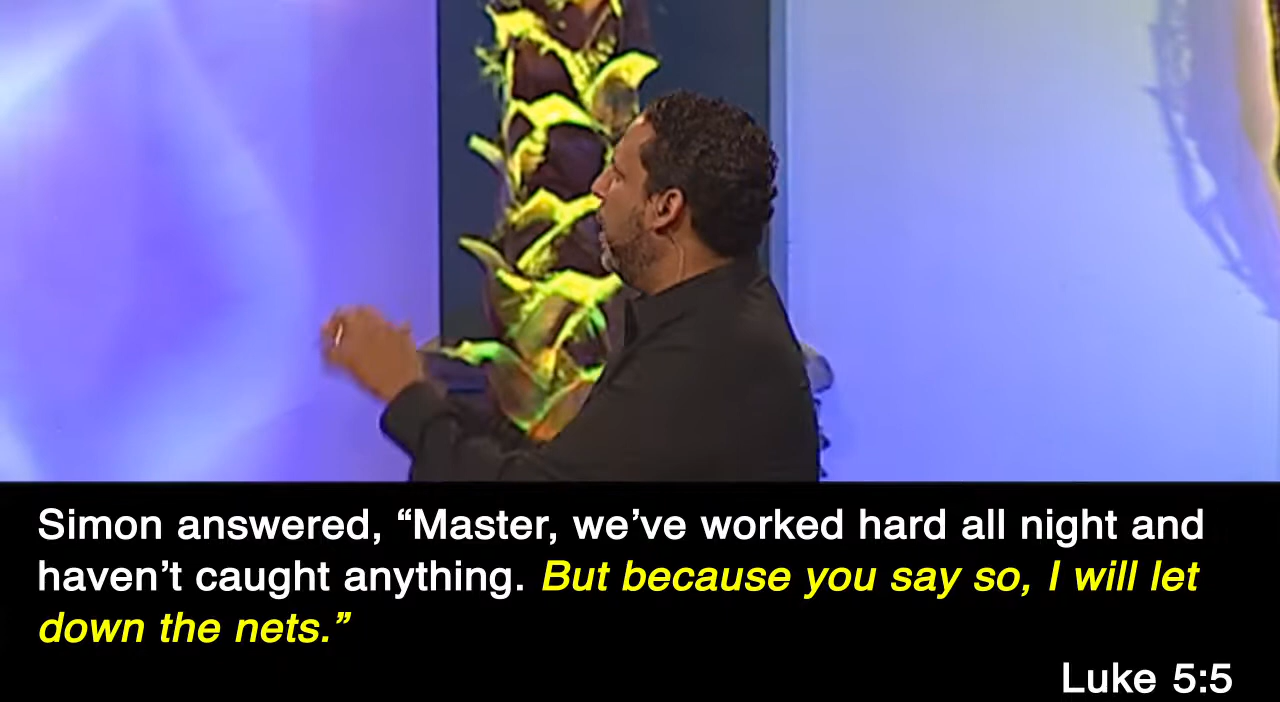 Simon answered, “Master, we’ve worked hard all night and
haven’t caught anything. But because you say so, I will let
down the nets.”
Luke 5:5